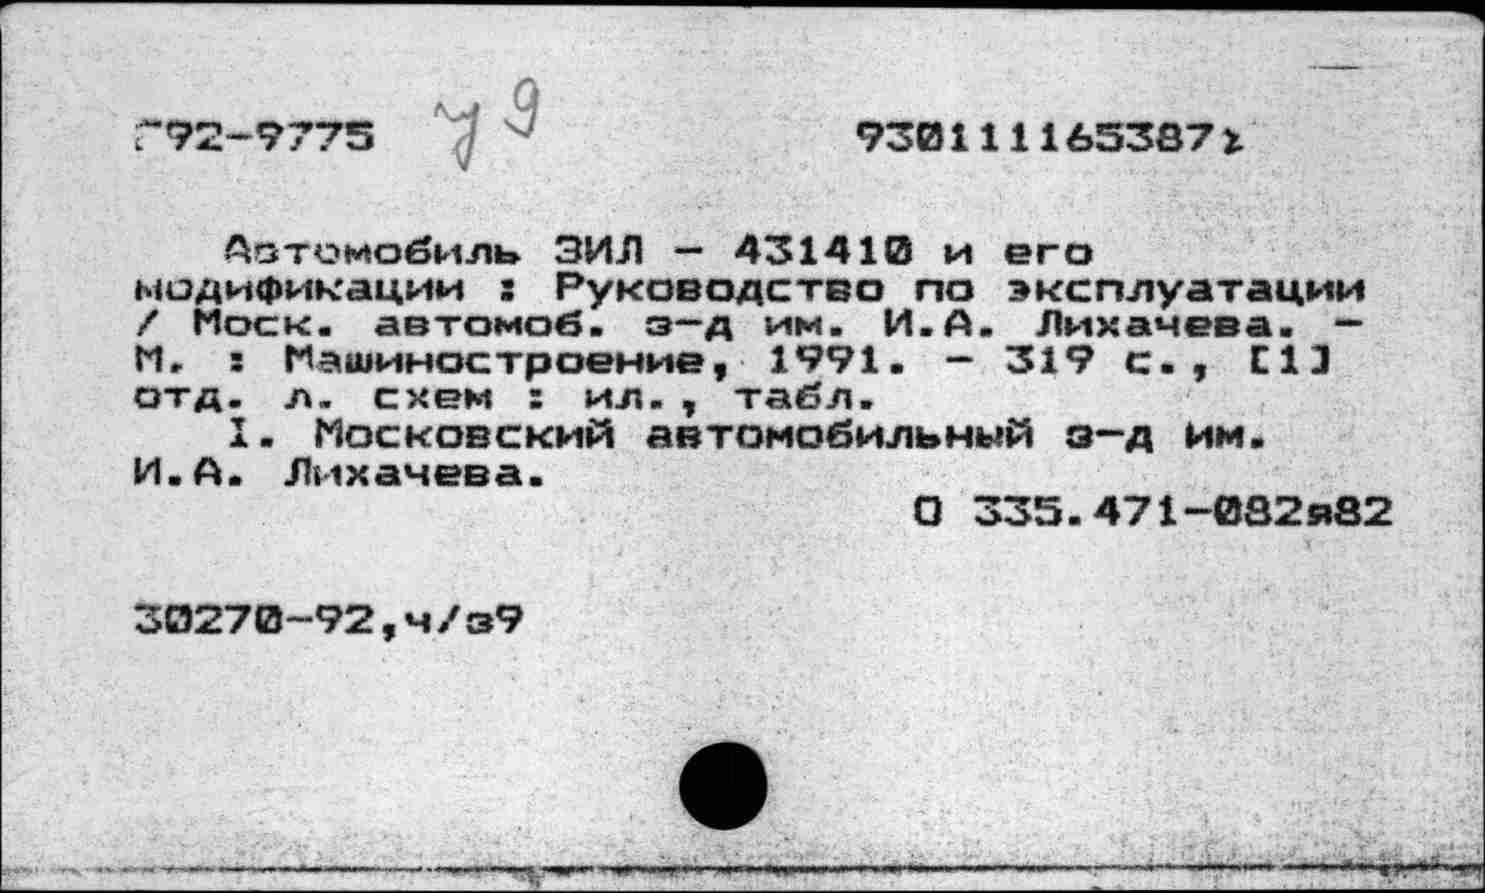 Г92-9775 у9 930111165387г
Автомобиль ЗИЛ - 431410 и его
модификации : Руководство по эксплуатации
/ Моск. автомоб. з-д им. И.А. Лихачева. -
М. : Машиностроение, 1991. - 319 с., [1]
отд. л. схем : ил., табл.
I. Московский автомобильный з-д им.
И.А. Лихачева.
О 335.471-082я82
30270-92,ч/з9